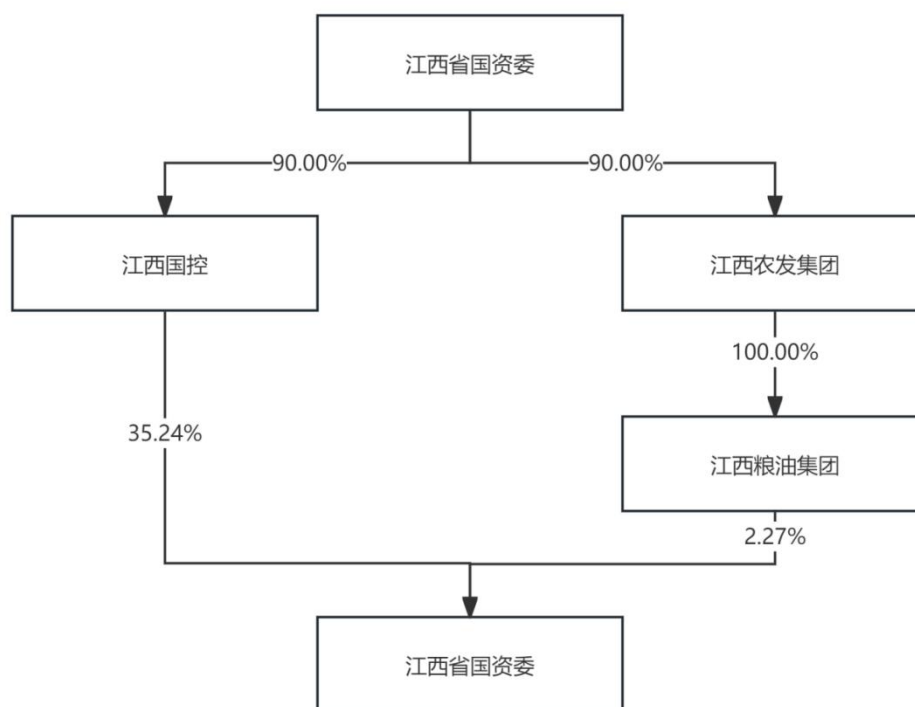 江西省国资委
90.00%
90.00%
江西国控
江西农发集团
100.00%
35.24%
江西粮油集团
2.27%
江西省国资委